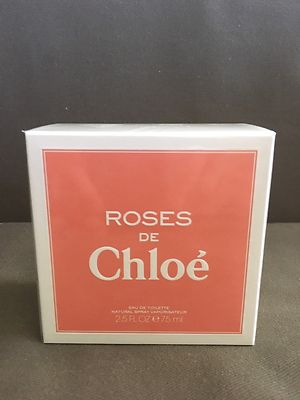 ROSES
DE
Chloé
EAU DE TOILETTE
NATURAL SPRAY VAPORISATEUR
2.5 FL.OZ ℮ 75 ml